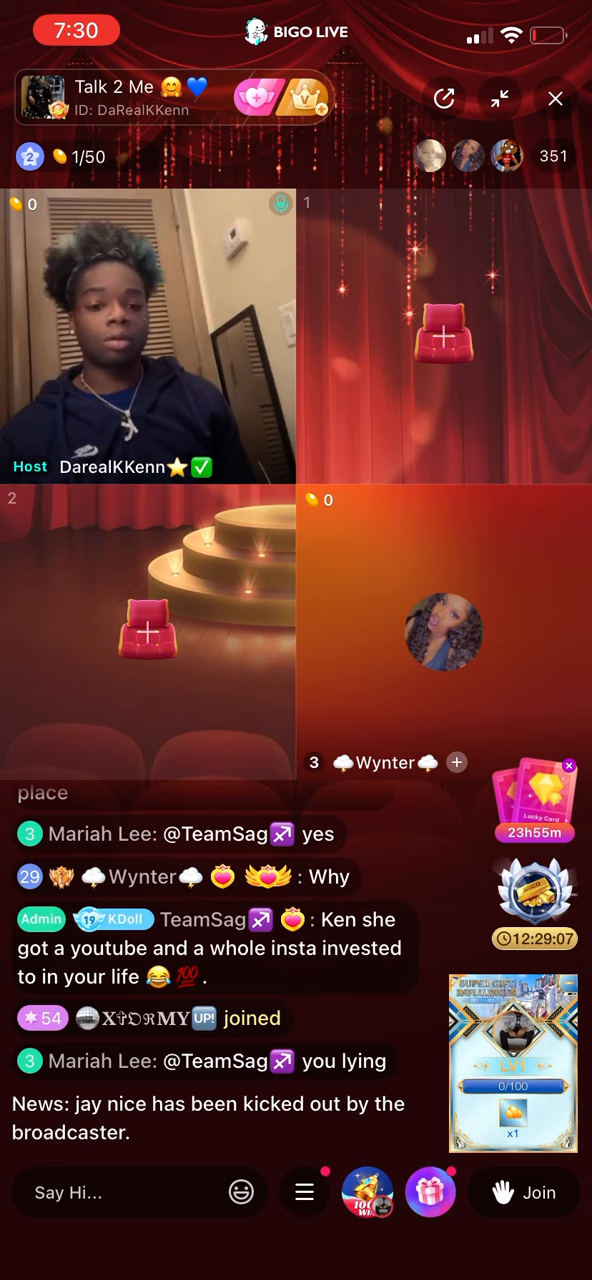 7:30
BIGO LIVE
Talk 2 Me 🤗💙
ID: DaRealKKenn
2 1/50
351
0
1
Host DarealKKenn⭐✅
2
0
3 🌩Wynter🌩 +
place
3 Mariah Lee: @TeamSag♐ yes
29 🌩Wynter🌩 : Why
Admin 19 KDoll TeamSag♐ : Ken she
got a youtube and a whole insta invested
to in your life 😂💯 .
54 joined
3 Mariah Lee: @TeamSag♐ you lying
News: jay nice has been kicked out by the
broadcaster.
Lucky Card
23h55m
12:29:07
LV1
0/100
x1
Say Hi...
Join